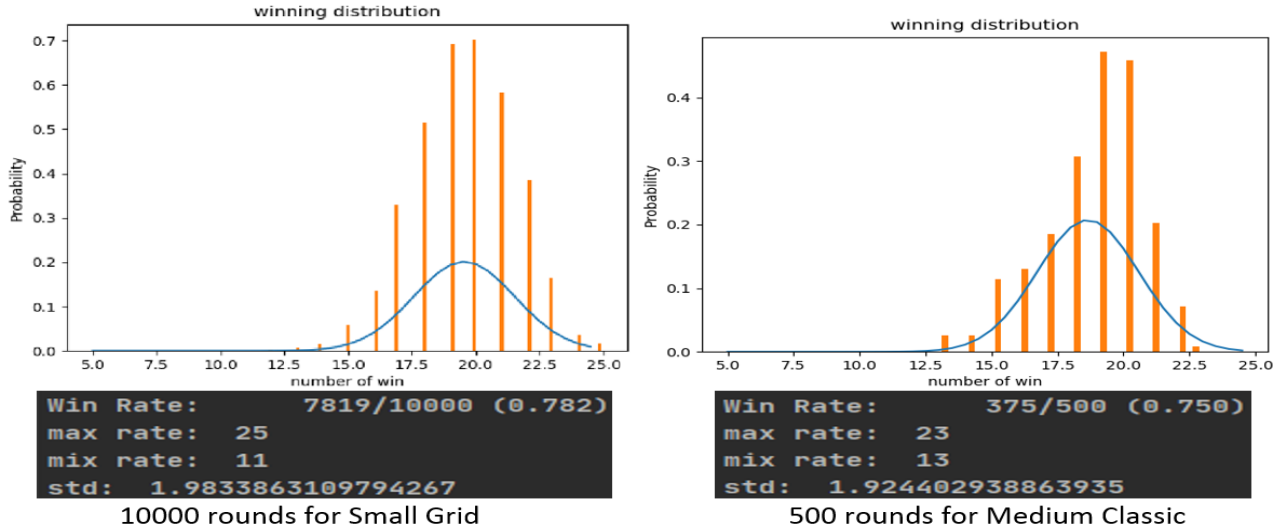 winning distribution
0.7
0.6
0.5
0.4
0.3
0.2
0.1
0.0
Probability
5.0 7.5 10.0 12.5 15.0 17.5 20.0 22.5 25.0
number of win
Win Rate: 7819/10000 (0.782)
max rate: 25
mix rate: 11
std: 1.9833863109794267
10000 rounds for Small Grid
winning distribution
0.4
0.3
0.2
0.1
0.0
Probability
5.0 7.5 10.0 12.5 15.0 17.5 20.0 22.5 25.0
number of win
Win Rate: 375/500 (0.750)
max rate: 23
mix rate: 13
std: 1.924402938863935
500 rounds for Medium Classic